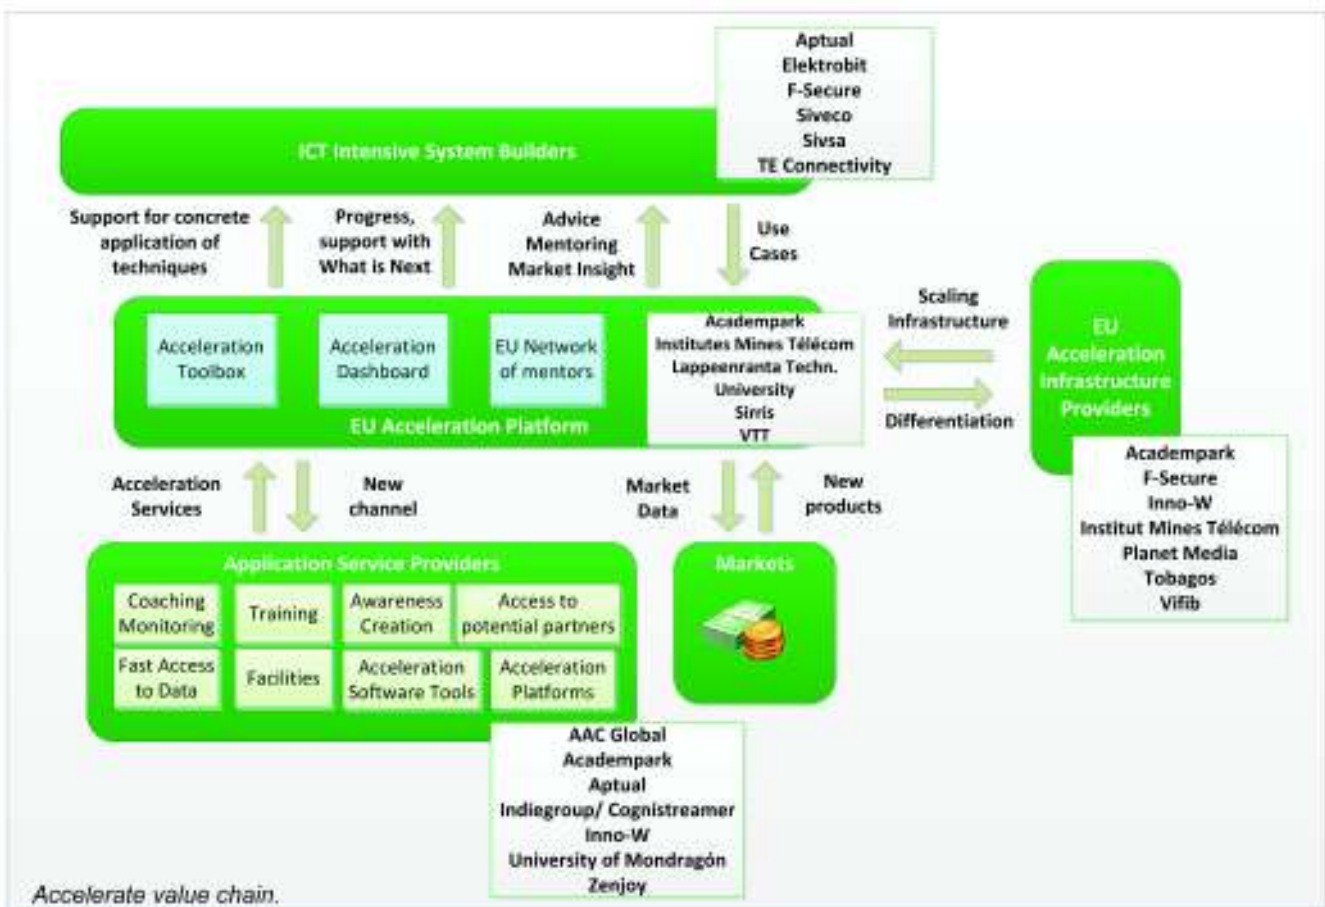 Aptual
Elektrobit
F-Secure
Siveco
Sivsa
TE Connectivity
ICT Intensive System Builders
Support for concrete
application of
techniques
Progress,
support with
What is Next
Advice
Mentoring
Market Insight
Use
Cases
Acceleration
Toolbox
Acceleration
Dashboard
EU Network
of mentors
Academpark
Institutes Mines Télécom
Lappeenranta Techn.
University
Sirris
VTT
EU Acceleration Platform
Scaling
Infrastructure
Differentiation
EU
Acceleration
Infrastructure
Providers
Academpark
F-Secure
Inno-W
Institut Mines Télécom
Planet Media
Tobagos
Vifib
Acceleration
Services
New
channel
Market
Data
New
products
Application Service Providers
Coaching
Monitoring
Training
Awareness
Creation
Access to
potential partners
Fast Access
to Data
Facilities
Acceleration
Software Tools
Acceleration
Platforms
Markets
AAC Global
Academpark
Aptual
Indiegroup/ Cognistreamer
Inno-W
University of Mondragón
Zenjoy
Accelerate value chain.